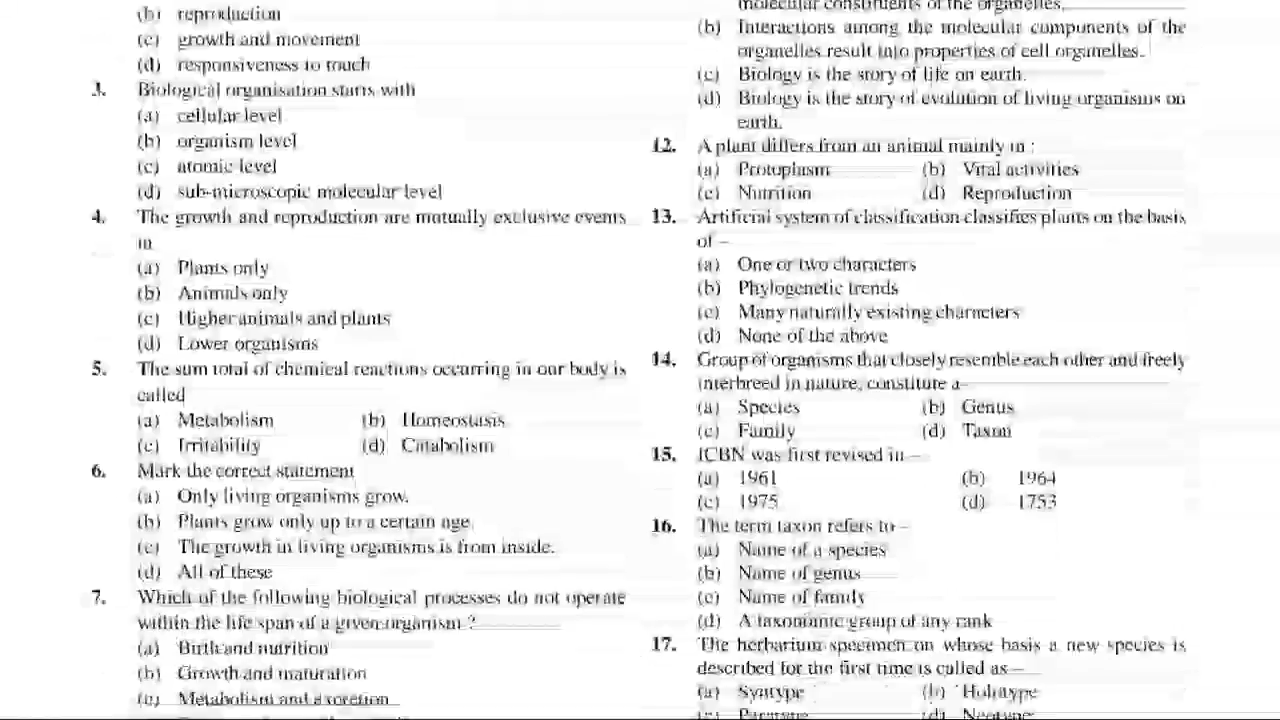 (b) reproduction
(c) growth and movement
(d) responsiveness to touch
3. Biological organisation starts with
(a) cellular level
(b) organism level
(c) atomic level
(d) sub-microscopic molecular level
4. The growth and reproduction are mutually exclusive events
in
(a) Plants only
(b) Animals only
(c) Higher animals and plants
(d) Lower organisms
5. The sum total of chemical reactions occurring in our body is
called
(a) Metabolism (b) Homeostasis
(c) Irritability (d) Catabolism
6. Mark the correct statement
(a) Only living organisms grow.
(b) Plants grow only up to a certain age.
(c) The growth in living organisms is from inside.
(d) All of these
7. Which of the following biological processes do not operate
within the life span of a given organism ?
(a) Birth and nutrition
(b) Growth and maturation
(c) Metabolism and excretion
molecular constituents of the organelles.
(b) Interactions among the molecular components of the
organelles result into properties of cell organelles.
(c) Biology is the story of life on earth.
(d) Biology is the story of evolution of living organisms on
earth.
12. A plant differs from an animal mainly in :
(a) Protoplasm (b) Vital activities
(c) Nutrition (d) Reproduction
13. Artificial system of classification classifies plants on the basis
of –
(a) One or two characters
(b) Phylogenetic trends
(c) Many naturally existing characters
(d) None of the above
14. Group of organisms that closely resemble each other and freely
interbreed in nature, constitute a–
(a) Species (b) Genus
(c) Family (d) Taxon
15. ICBN was first revised in –
(a) 1961 (b) 1964
(c) 1975 (d) 1753
16. The term taxon refers to –
(a) Name of a species
(b) Name of genus
(c) Name of family
(d) A taxonomic group of any rank
17. The herbarium specimen on whose basis a new species is
described for the first time is called as –
(a) Syntype (b) Holotype
(c) Paratype (d) Neotype